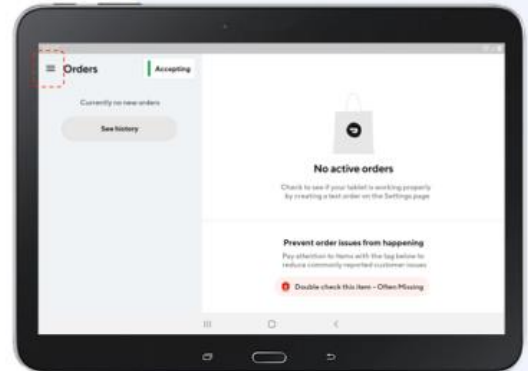 Orders
Accepting
Currently no new orders
See history
No active orders
Check to see if your tablet is working properly
by creating a test order on the Settings page
Prevent order issues from happening
Pay attention to items with the tag below to
reduce commonly reported customer issues
Double check this item - Often Missing